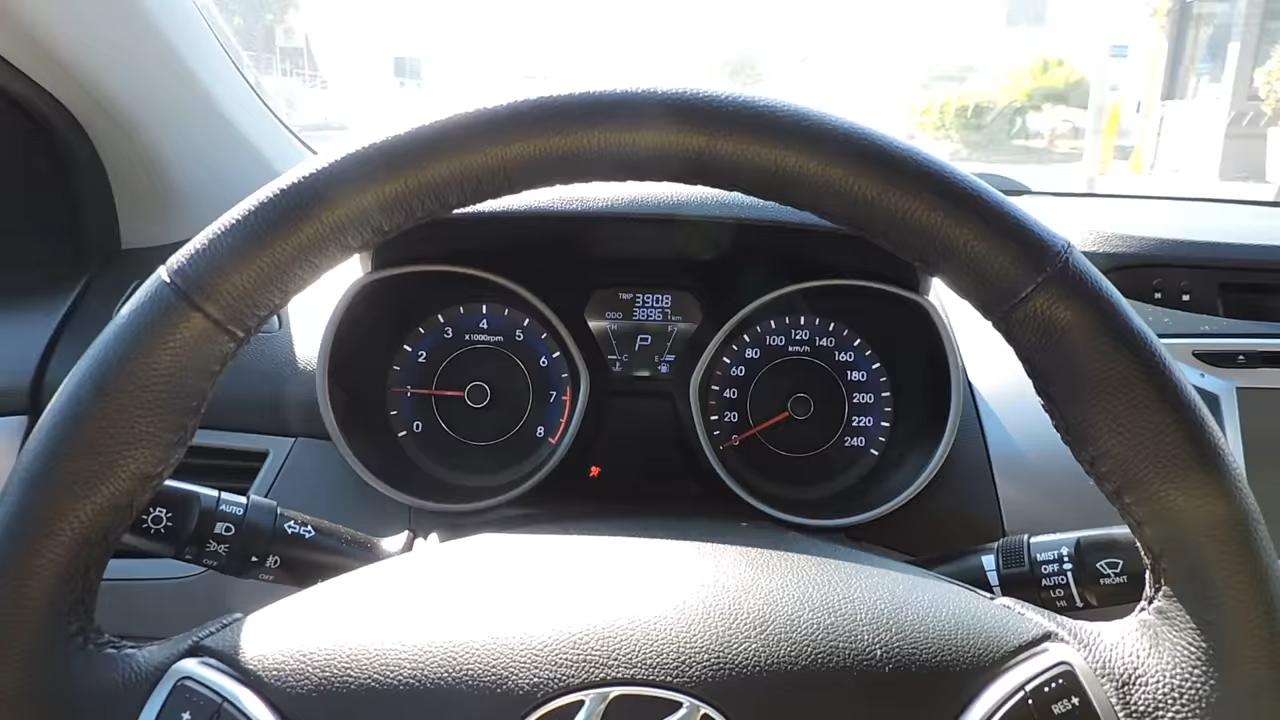 TRIP 390.8
ODO 38967 km
H F
P
C E
0 1 2 3 4 5 6 7 8
X1000rpm
0 20 40 60 80 100 120 140 160 180 200 220 240
km/h
AUTO
OFF
OFF
MIST
OFF
AUTO
LO
HI
FRONT
H M
+
RES+